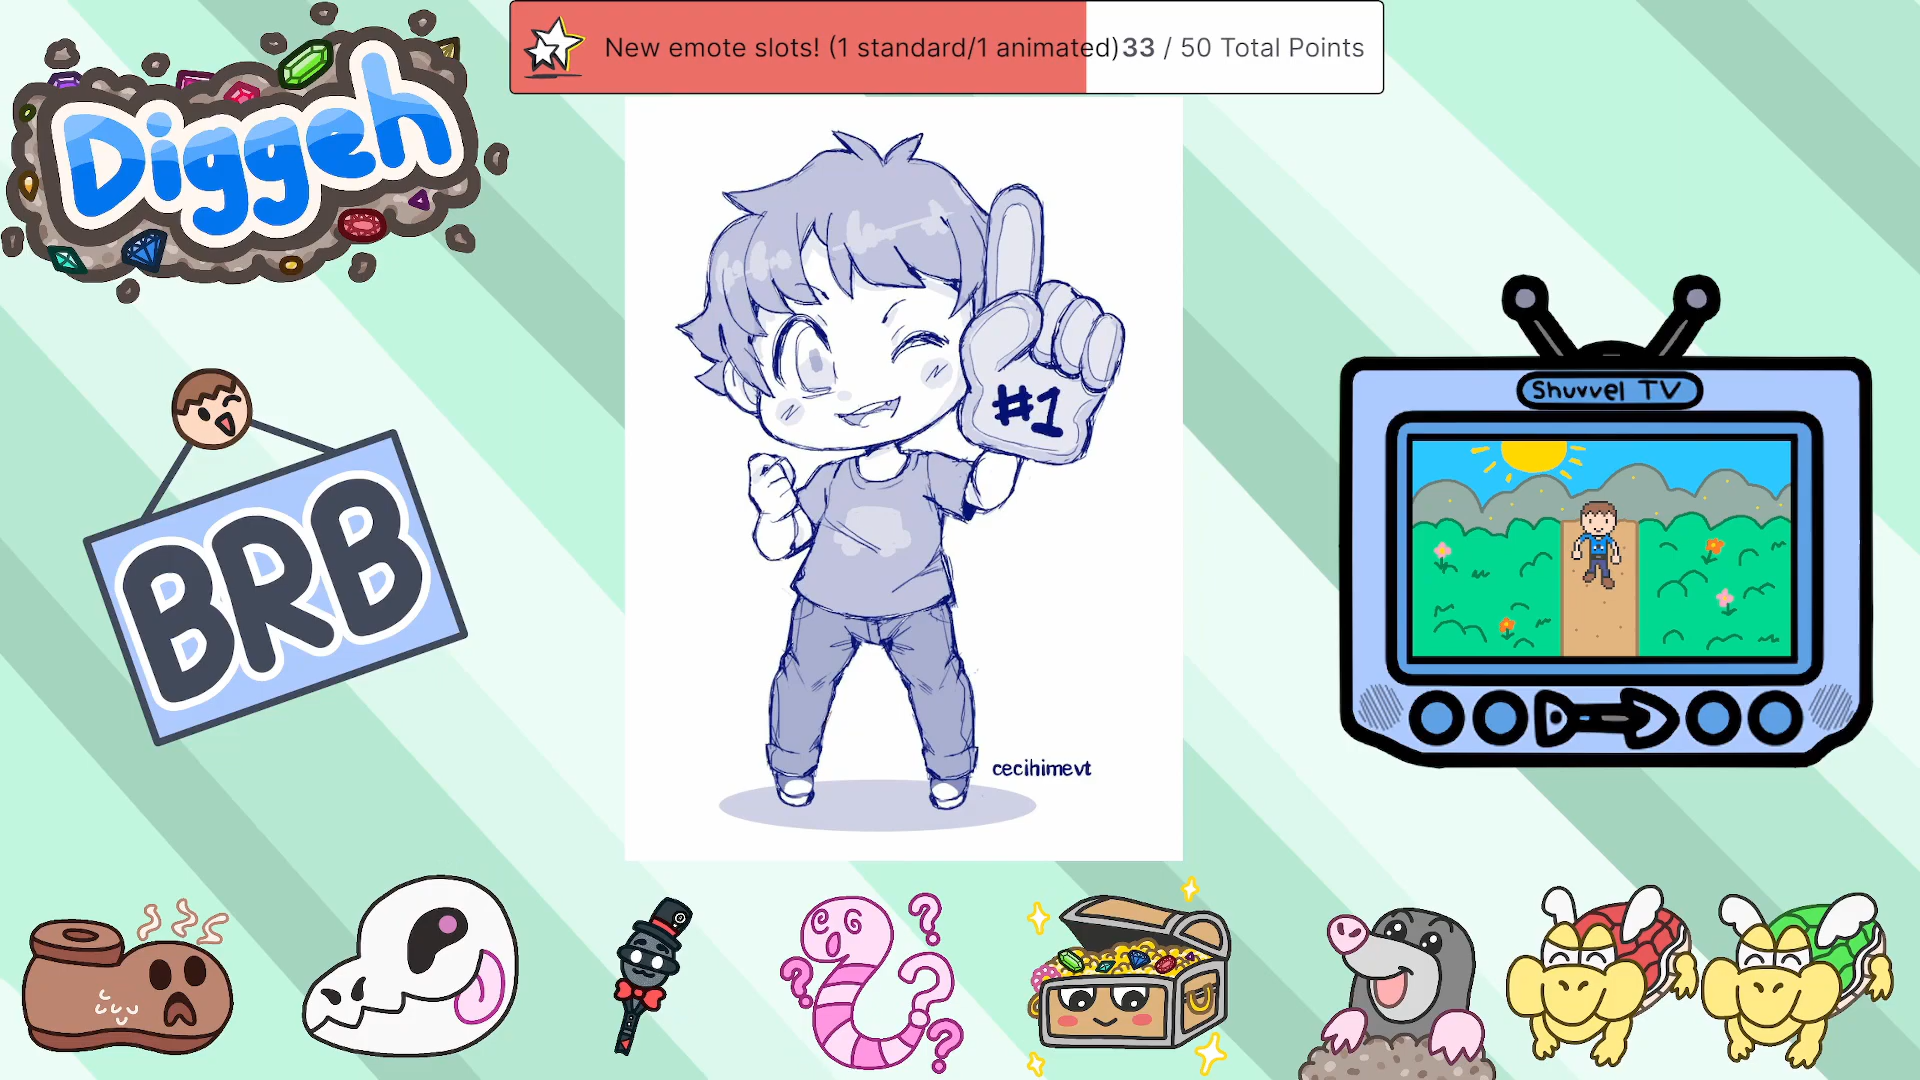 New emote slots! (1 standard/1 animated) 33 / 50 Total Points
Diggeh
#1
Shuvvel TV
BRB
cecihimevt